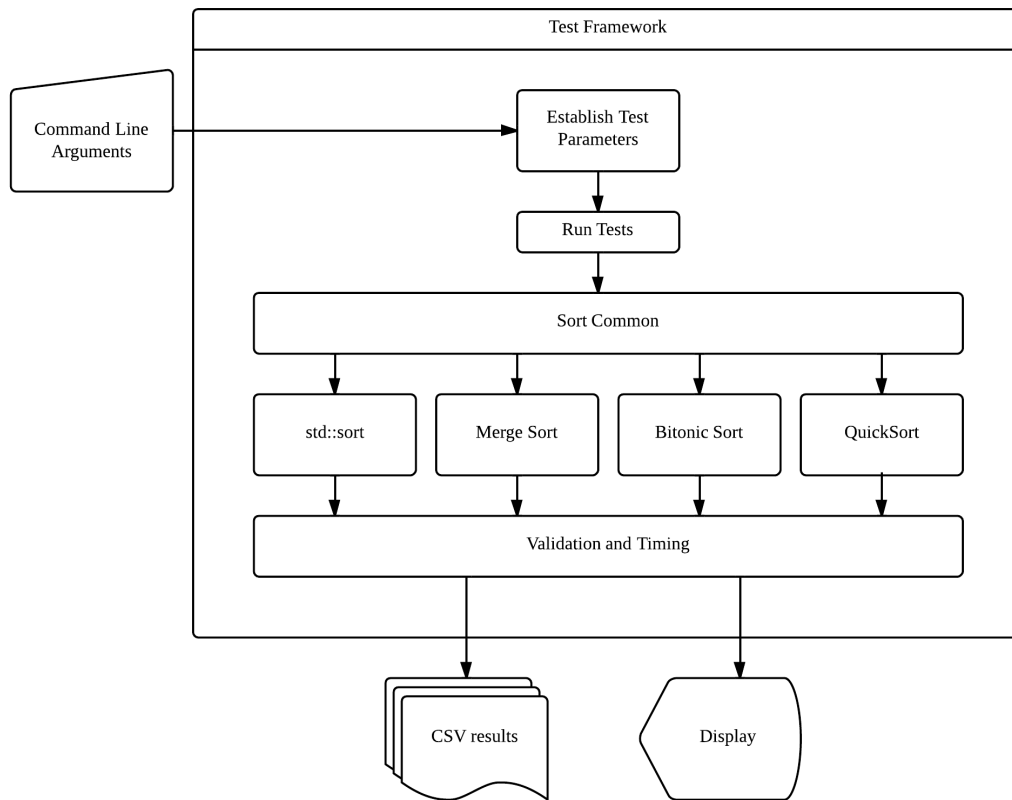 Test Framework
Command Line
Arguments
Establish Test
Parameters
Run Tests
Sort Common
std::sort
Merge Sort
Bitonic Sort
QuickSort
Validation and Timing
CSV results
Display